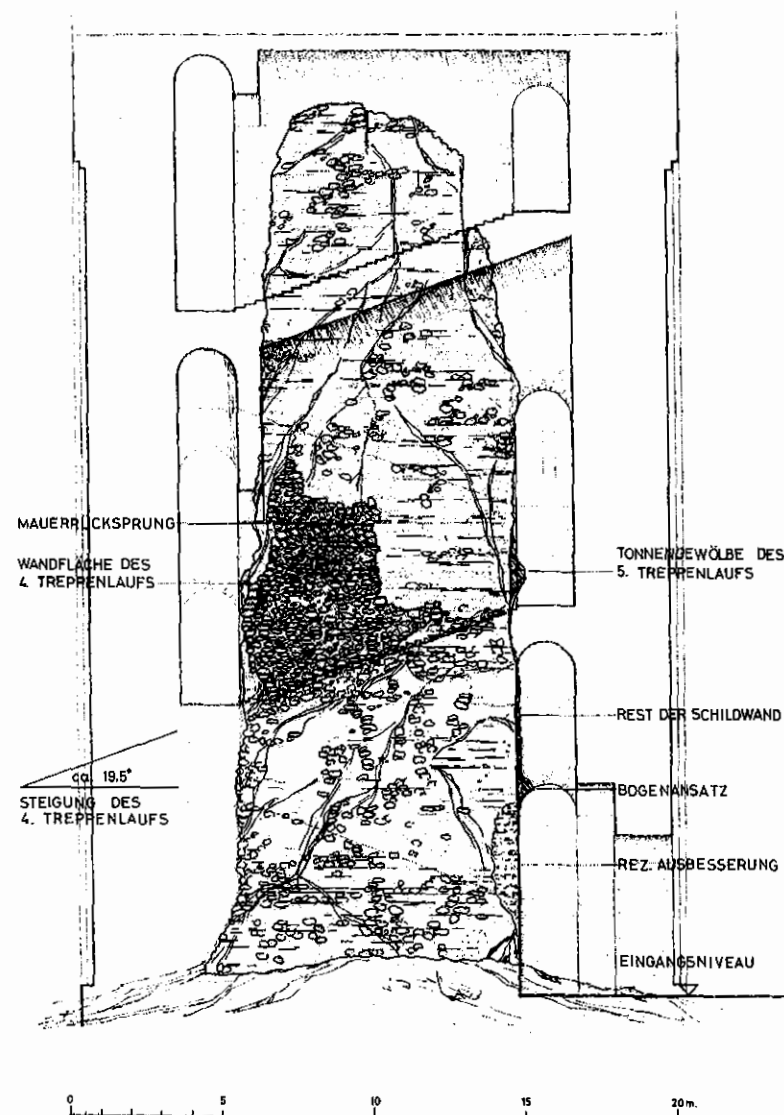 MAUERRÜCKSPRUNG
WANDFLÄCHE DES
4. TREPPENLAUFS
TONNENGEWÖLBE DES
5. TREPPENLAUFS
REST DER SCHILDWAND
ca. 19,5°
STEIGUNG DES
4. TREPPENLAUFS
BOGENANSATZ
REZ. AUSBESSERUNG
EINGANGSNIVEAU
0 5 10 15 20 m.